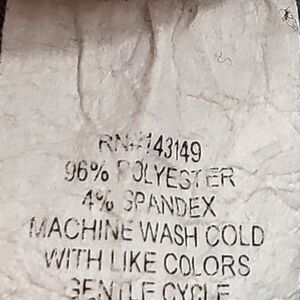 RN#143149
96% POLYESTER
4% SPANDEX
MACHINE WASH COLD
WITH LIKE COLORS
GENTLE CYCLE